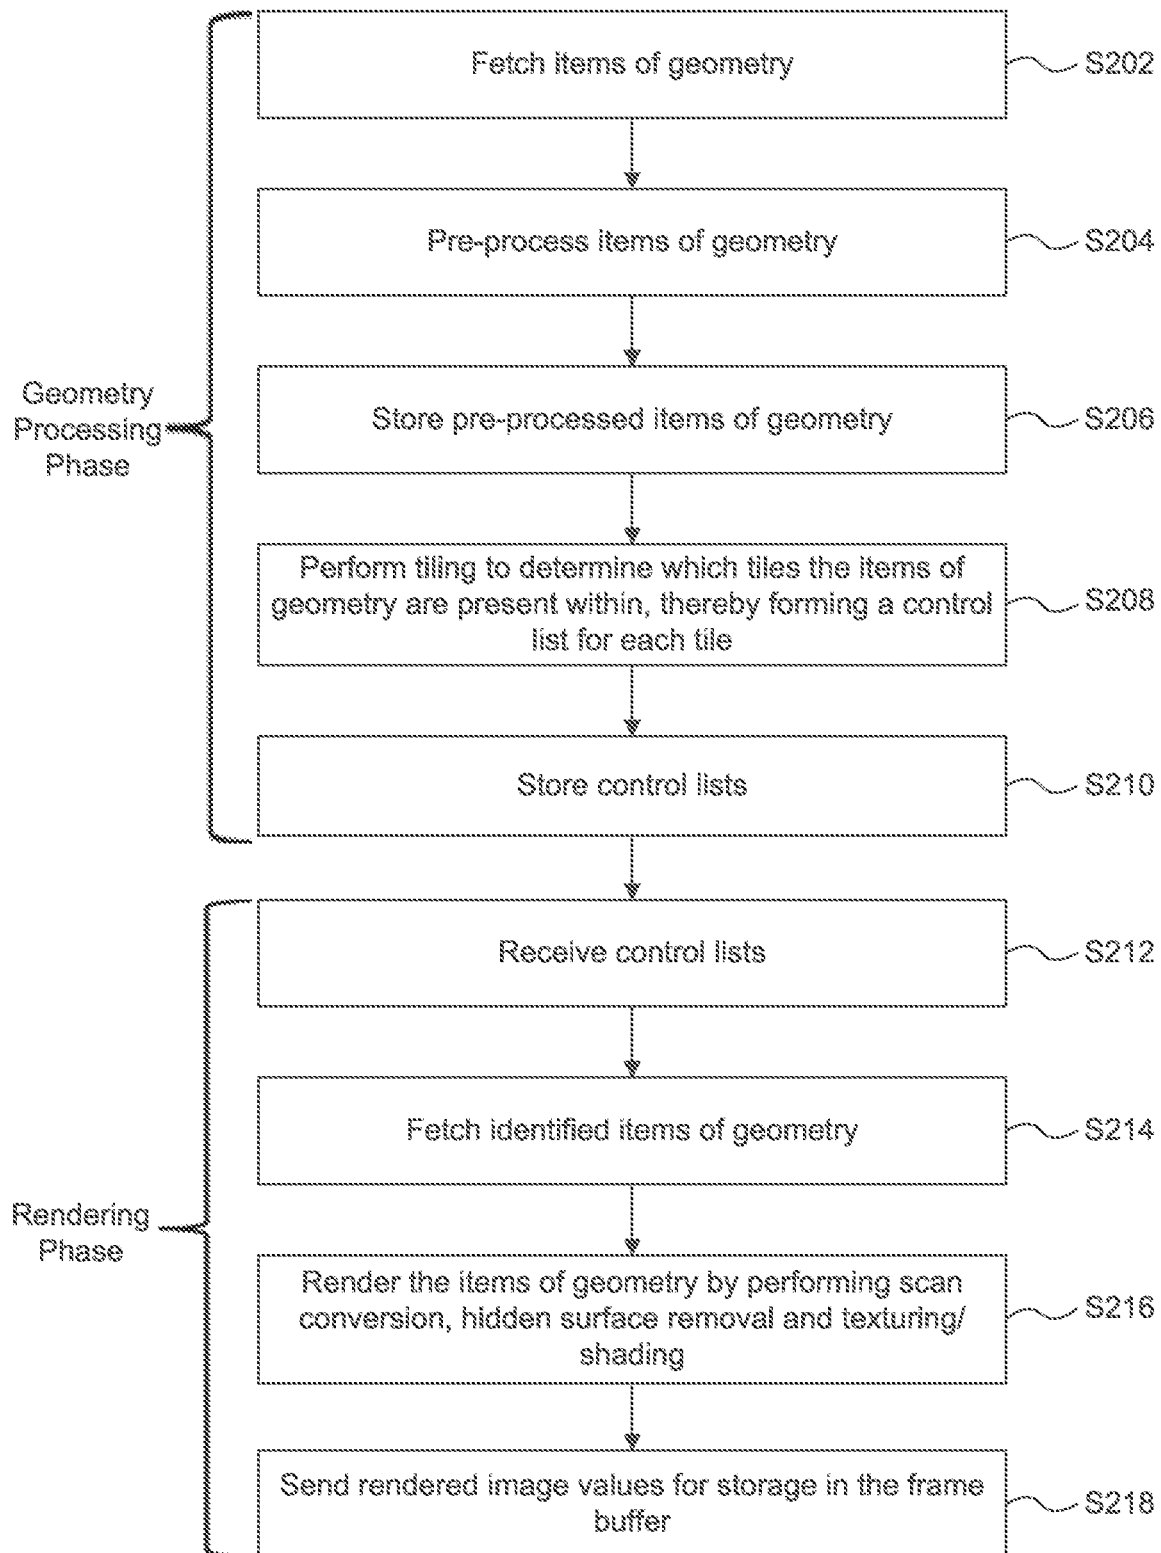 Fetch items of geometry
S202
Pre-process items of geometry
S204
Geometry
Processing
Phase
Store pre-processed items of geometry
S206
Perform tiling to determine which tiles the items of
geometry are present within, thereby forming a control
list for each tile
S208
Store control lists
S210
Receive control lists
S212
Fetch identified items of geometry
S214
Rendering
Phase
Render the items of geometry by performing scan
conversion, hidden surface removal and texturing/
shading
S216
Send rendered image values for storage in the frame
buffer
S218